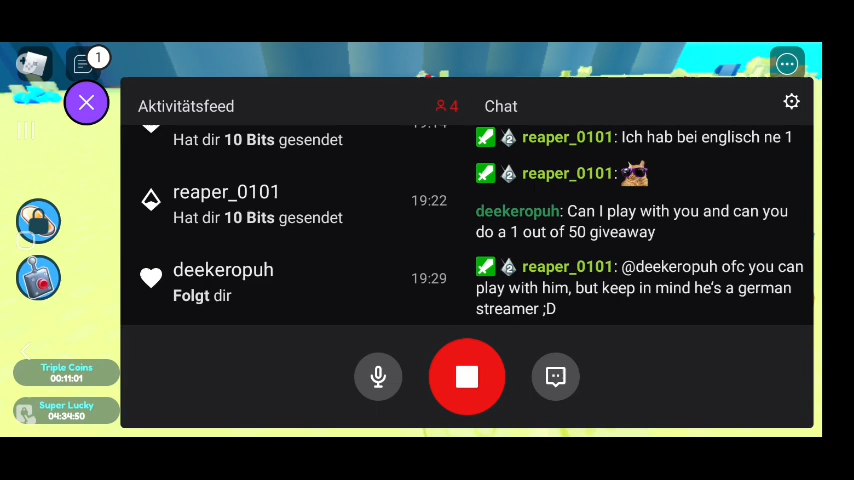 1
Aktivitätsfeed
4
Chat
Hat dir 10 Bits gesendet
reaper_0101
Hat dir 10 Bits gesendet
19:22
deekeropuh
Folgt dir
19:29
2 reaper_0101: Ich hab bei englisch ne 1
2 reaper_0101:
deekeropuh: Can I play with you and can you
do a 1 out of 50 giveaway
2 reaper_0101: @deekeropuh ofc you can
play with him, but keep in mind he's a german
streamer ;D
Triple Coins
00:11:01
Super Lucky
04:34:50